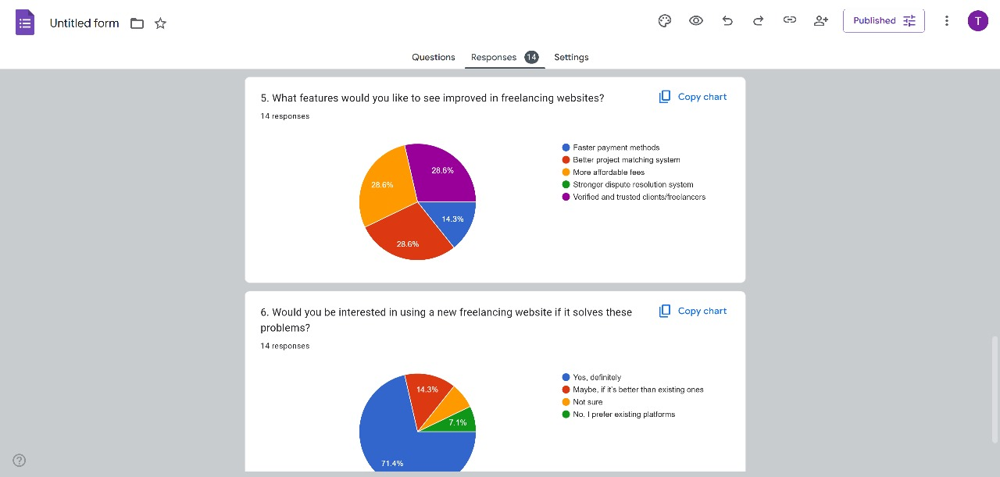 Untitled form
Published
T
Questions
Responses 14
Settings
5. What features would you like to see improved in freelancing websites?
Copy chart
14 responses
28.6%
28.6%
14.3%
28.6%
Faster payment methods
Better project matching system
More affordable fees
Stronger dispute resolution system
Verified and trusted clients/freelancers
6. Would you be interested in using a new freelancing website if it solves these
problems?
Copy chart
14 responses
14.3%
7.1%
71.4%
Yes, definitely
Maybe, if it's better than existing ones
Not sure
No, I prefer existing platforms